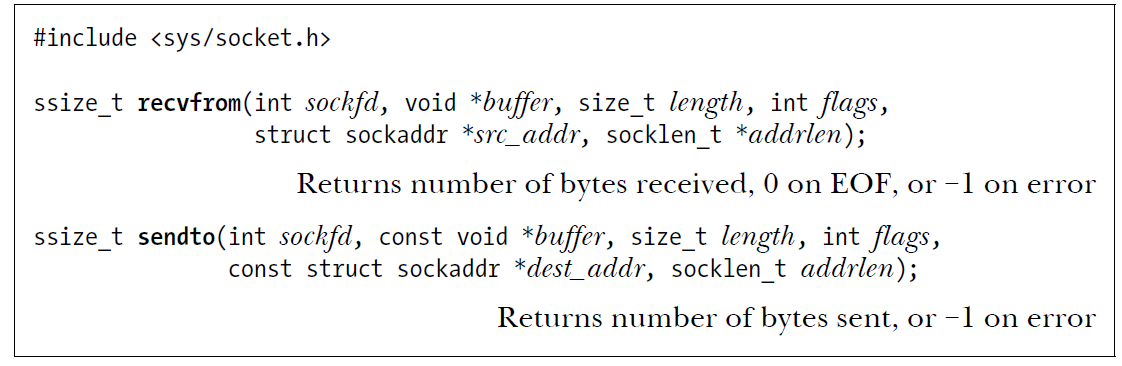 #include <sys/socket.h>
ssize_t recvfrom(int sockfd, void *buffer, size_t length, int flags,
struct sockaddr *src_addr, socklen_t *addrlen);
Returns number of bytes received, 0 on EOF, or −1 on error
ssize_t sendto(int sockfd, const void *buffer, size_t length, int flags,
const struct sockaddr *dest_addr, socklen_t addrlen);
Returns number of bytes sent, or −1 on error